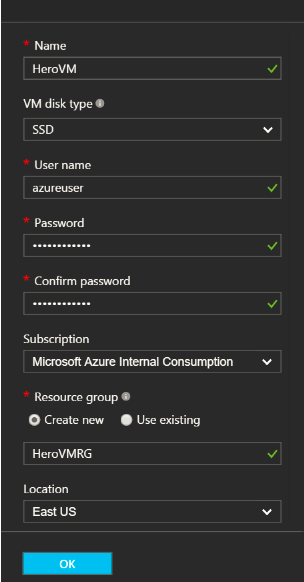 * Name
HeroVM
VM disk type
SSD
* User name
azureuser
* Password
••••••••••••
* Confirm password
••••••••••••
Subscription
Microsoft Azure Internal Consumption
* Resource group
Create new Use existing
HeroVMRG
Location
East US
OK